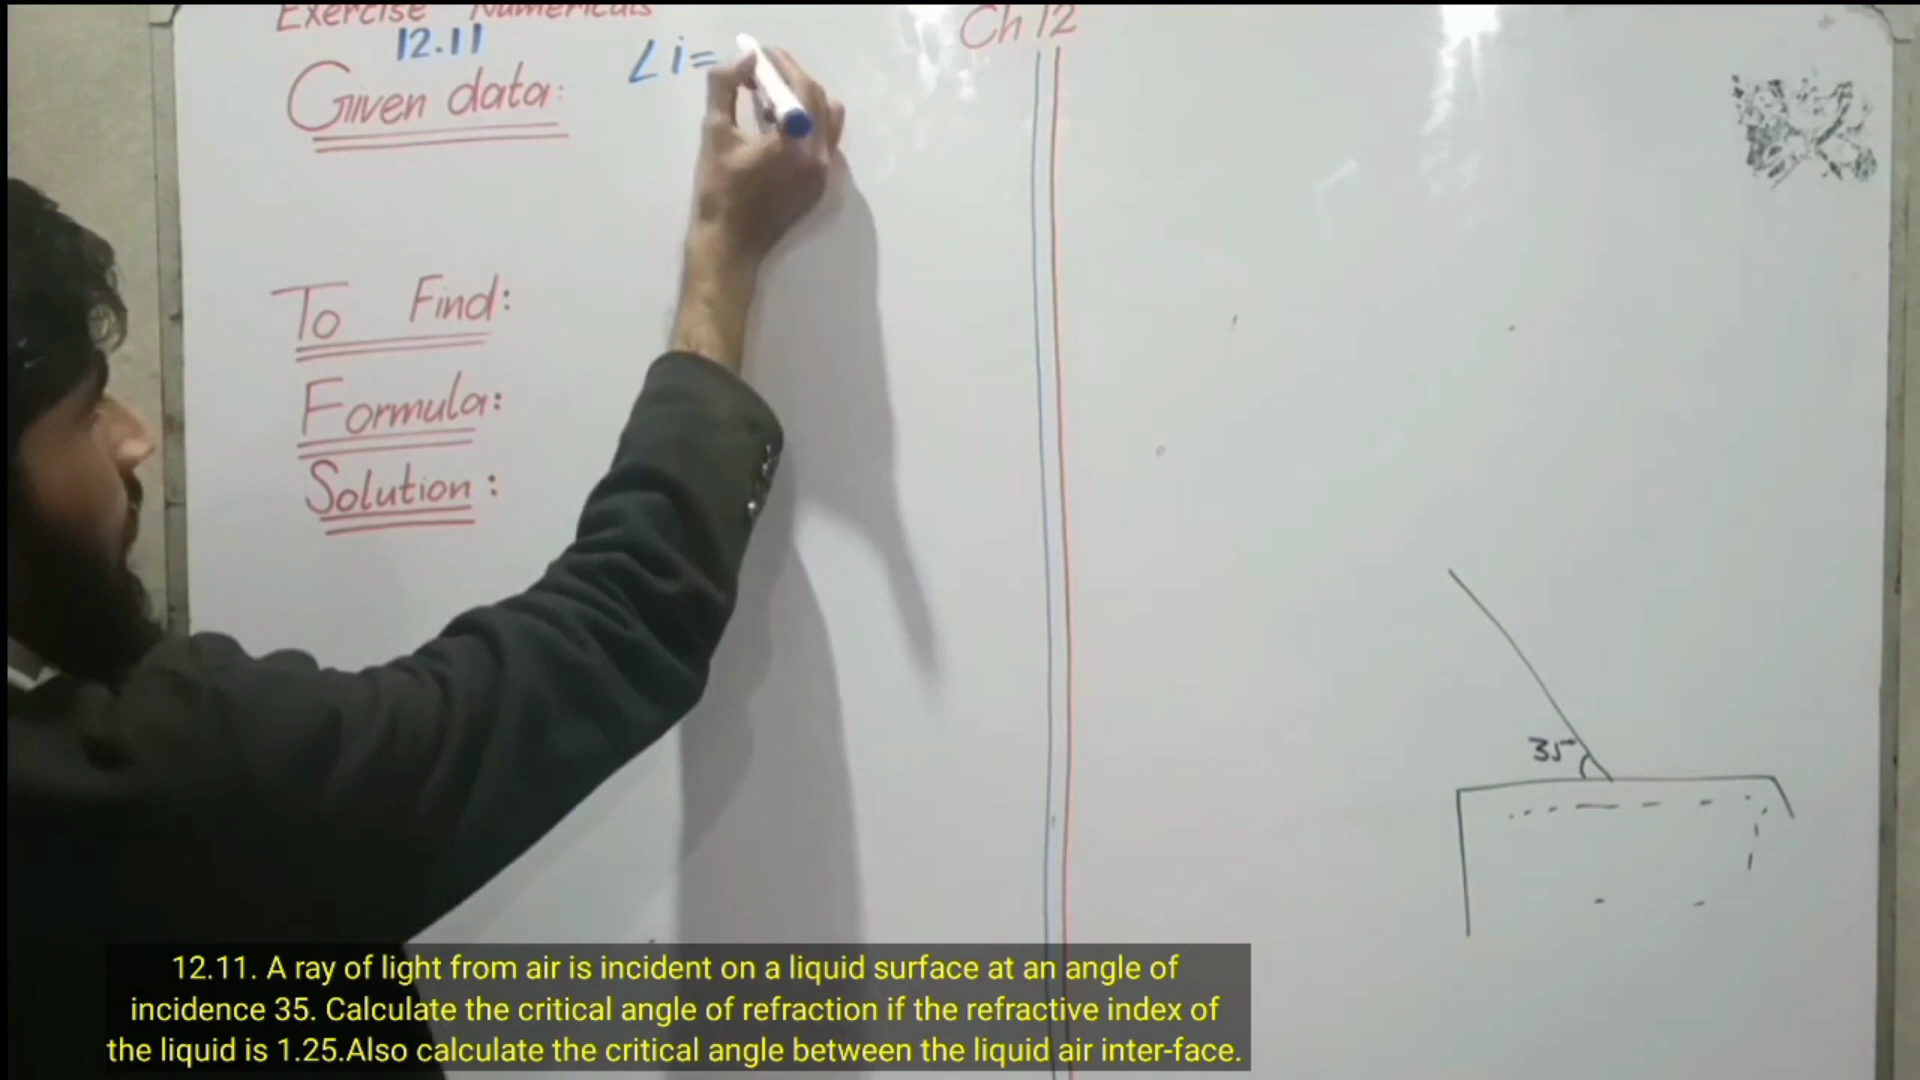 Exercise Numericals
12.11
Given data:
∠i=
To Find:
Formula:
Solution:
Ch 12
35
12.11. A ray of light from air is incident on a liquid surface at an angle of
incidence 35. Calculate the critical angle of refraction if the refractive index of
the liquid is 1.25.Also calculate the critical angle between the liquid air inter-face.